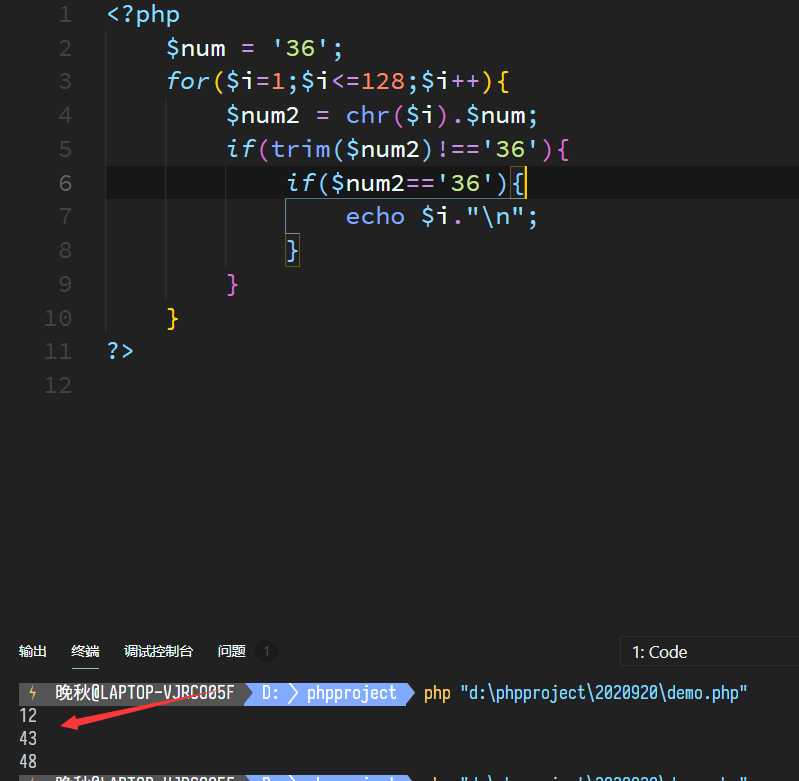 1 <?php
2 $num = '36';
3 for($i=1;$i<=128;$i++){
4 $num2 = chr($i).$num;
5 if(trim($num2)!=='36'){
6 if($num2=='36'){
7 echo $i."\n";
8 }
9 }
10 }
11 ?>
12
输出 终端 调试控制台 问题 1 1: Code
晚秋@LAPTOP-VJRCO05F D: phpproject php "d:\phpproject\2020920\demo.php"
12
43
48